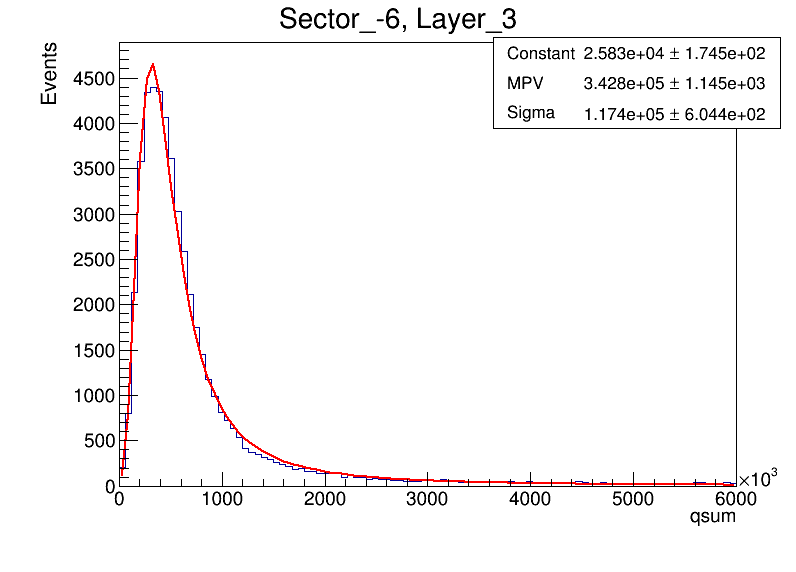 Sector_-6, Layer_3
Constant 2.583e+04 ± 1.745e+02
MPV 3.428e+05 ± 1.145e+03
Sigma 1.174e+05 ± 6.044e+02
Events
4500
4000
3500
3000
2500
2000
1500
1000
500
0
0 1000 2000 3000 4000 5000 6000
×10³
qsum